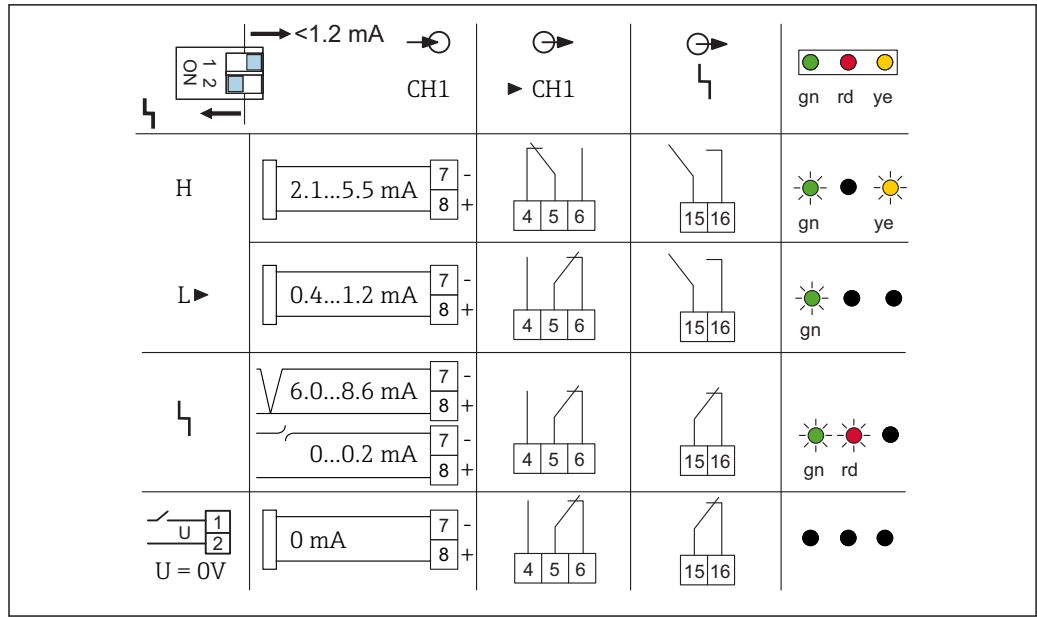 <1.2 mA
1 2
ON
CH1
► CH1
gn rd ye
H
2.1...5.5 mA
7 -
8 +
4 5 6
15 16
gn ye
L►
0.4...1.2 mA
7 -
8 +
4 5 6
15 16
gn
6.0...8.6 mA
7 -
8 +
0...0.2 mA
7 -
8 +
4 5 6
15 16
gn rd
U
1
2
U = 0V
0 mA
7 -
8 +
4 5 6
15 16